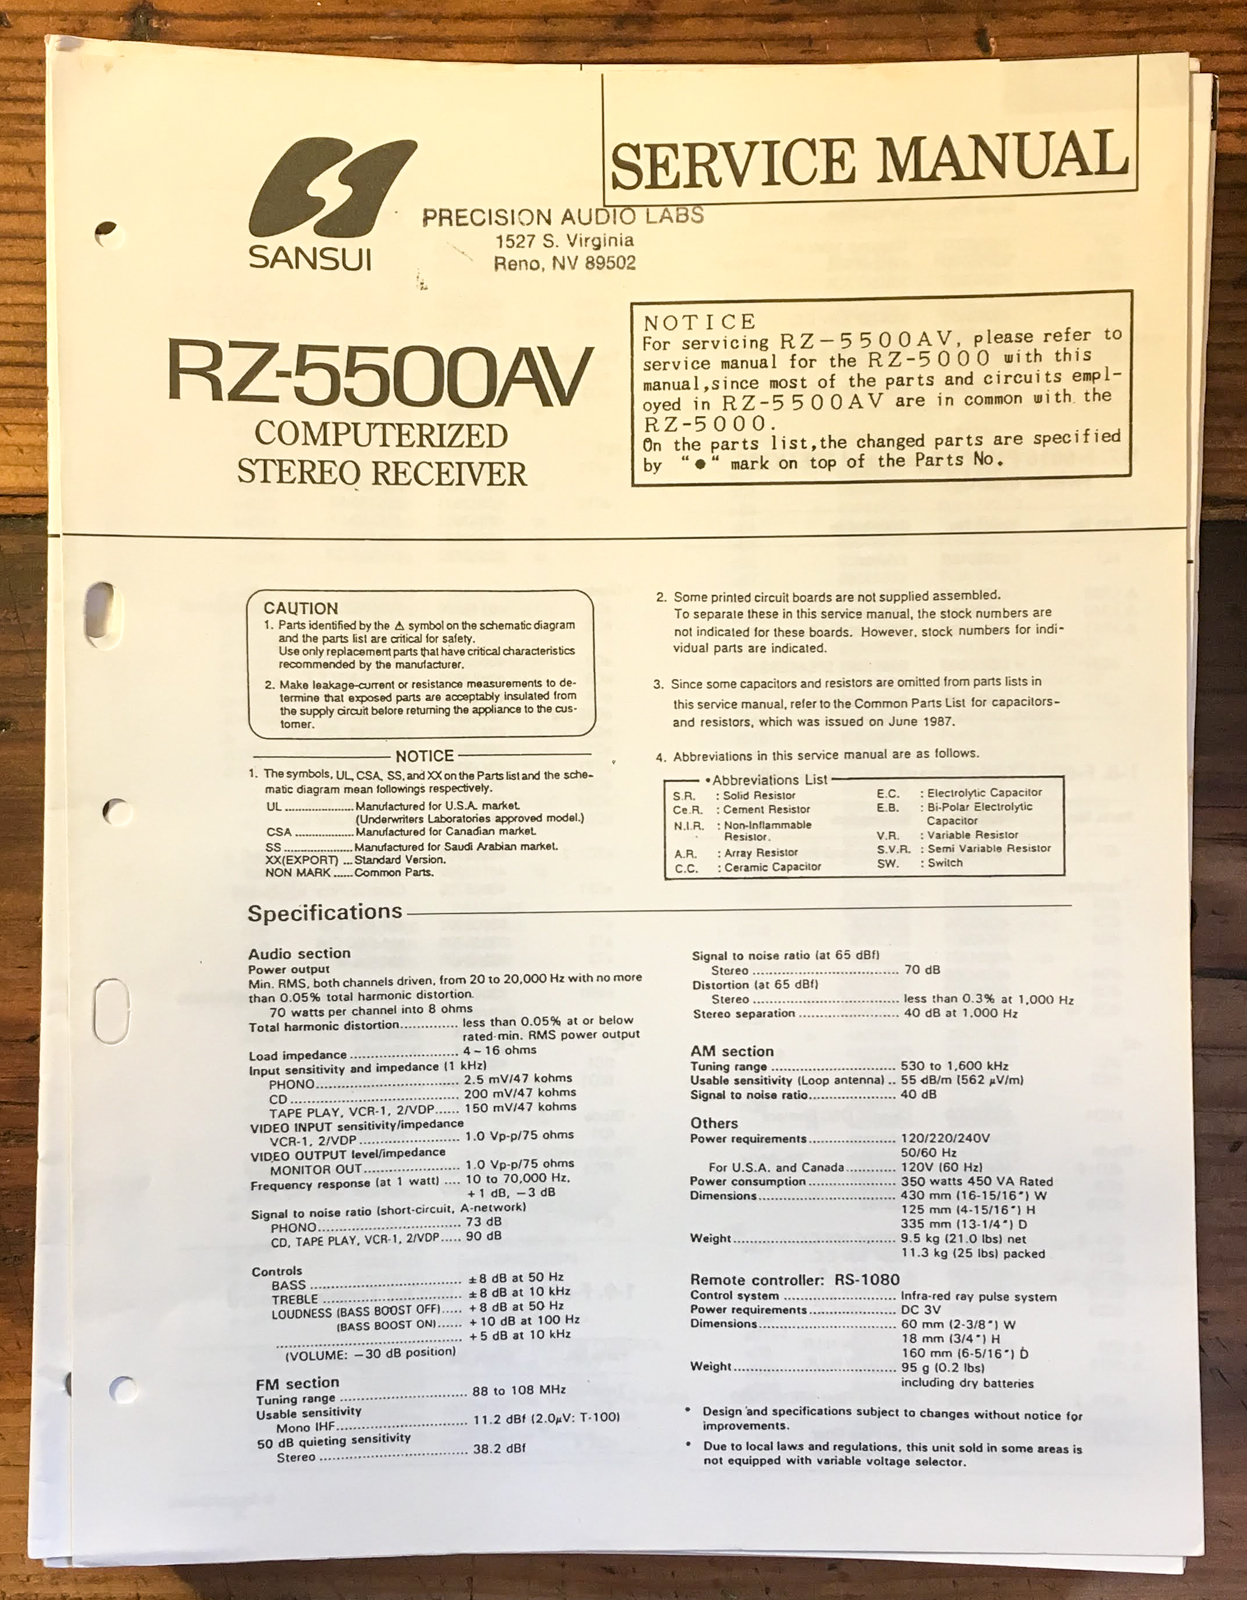 SERVICE MANUAL
SANSUI
PRECISION AUDIO LABS
1527 S. Virginia
Reno, NV 89502
RZ-5500AV
COMPUTERIZED
STEREO RECEIVER
NOTICE
For servicing RZ-5500AV, please refer to
service manual for the RZ-5000 with this
manual,since most of the parts and circuits empl-
oyed in RZ-5500AV are in common with the
RZ-5000.
On the parts list,the changed parts are specified
by "●" mark on top of the Parts No.
CAUTION
1. Parts identified by the ⚠ symbol on the schematic diagram
and the parts list are critical for safety.
Use only replacement parts that have critical characteristics
recommended by the manufacturer.
2. Make leakage-current or resistance measurements to de-
termine that exposed parts are acceptably insulated from
the supply circuit before returning the appliance to the cus-
tomer.
NOTICE
1. The symbols, UL, CSA, SS, and XX on the Parts list and the sche-
matic diagram mean followings respectively.
UL .................... Manufactured for U.S.A. market.
(Underwriters Laboratories approved model.)
CSA .................. Manufactured for Canadian market.
SS ..................... Manufactured for Saudi Arabian market.
XX(EXPORT) ... Standard Version.
NON MARK ...... Common Parts.
2. Some printed circuit boards are not supplied assembled.
To separate these in this service manual, the stock numbers are
not indicated for these boards. However, stock numbers for indi-
vidual parts are indicated.
3. Since some capacitors and resistors are omitted from parts lists in
this service manual, refer to the Common Parts List for capacitors-
and resistors, which was issued on June 1987.
4. Abbreviations in this service manual are as follows.
•Abbreviations List
S.R. : Solid Resistor
Ce.R. : Cement Resistor
N.I.R. : Non-Inflammable
Resistor.
A.R. : Array Resistor
C.C. : Ceramic Capacitor
E.C. : Electrolytic Capacitor
E.B. : Bi-Polar Electrolytic
Capacitor
V.R. : Variable Resistor
S.V.R. : Semi Variable Resistor
SW. : Switch
Specifications
Audio section
Power output
Min. RMS, both channels driven, from 20 to 20,000 Hz with no more
than 0.05% total harmonic distortion.
70 watts per channel into 8 ohms
Total harmonic distortion............. less than 0.05% at or below
rated-min. RMS power output
Load impedance ........................ 4 ~ 16 ohms
Input sensitivity and impedance (1 kHz)
PHONO................................ 2.5 mV/47 kohms
CD ...................................... 200 mV/47 kohms
TAPE PLAY, VCR-1, 2/VDP...... 150 mV/47 kohms
VIDEO INPUT sensitivity/impedance
VCR-1, 2/VDP ....................... 1.0 Vp-p/75 ohms
VIDEO OUTPUT level/impedance
MONITOR OUT ...................... 1.0 Vp-p/75 ohms
Frequency response (at 1 watt) .... 10 to 70,000 Hz,
+1 dB, −3 dB
Signal to noise ratio (short-circuit, A-network)
PHONO................................ 73 dB
CD, TAPE PLAY, VCR-1, 2/VDP..... 90 dB
Controls
BASS .................................. ±8 dB at 50 Hz
TREBLE ............................... ±8 dB at 10 kHz
LOUDNESS (BASS BOOST OFF)..... +8 dB at 50 Hz
(BASS BOOST ON)...... +10 dB at 100 Hz
.......................................... +5 dB at 10 kHz
(VOLUME: −30 dB position)
FM section
Tuning range ............................. 88 to 108 MHz
Usable sensitivity
Mono IHF.............................. 11.2 dBf (2.0μV: T-100)
50 dB quieting sensitivity
Stereo ................................. 38.2 dBf
Signal to noise ratio (at 65 dBf)
Stereo ................................. 70 dB
Distortion (at 65 dBf)
Stereo ................................. less than 0.3% at 1,000 Hz
Stereo separation ....................... 40 dB at 1,000 Hz
AM section
Tuning range ............................. 530 to 1,600 kHz
Usable sensitivity (Loop antenna) .. 55 dB/m (562 μV/m)
Signal to noise ratio.................... 40 dB
Others
Power requirements.................... 120/220/240V
50/60 Hz
For U.S.A. and Canada............ 120V (60 Hz)
Power consumption.................... 350 watts 450 VA Rated
Dimensions............................... 430 mm (16-15/16") W
125 mm (4-15/16") H
335 mm (13-1/4") D
Weight..................................... 9.5 kg (21.0 lbs) net
11.3 kg (25 lbs) packed
Remote controller: RS-1080
Control system .......................... Infra-red ray pulse system
Power requirements.................... DC 3V
Dimensions............................... 60 mm (2-3/8") W
18 mm (3/4") H
160 mm (6-5/16") D
Weight..................................... 95 g (0.2 lbs)
including dry batteries
* Design and specifications subject to changes without notice for
improvements.
* Due to local laws and regulations, this unit sold in some areas is
not equipped with variable voltage selector.